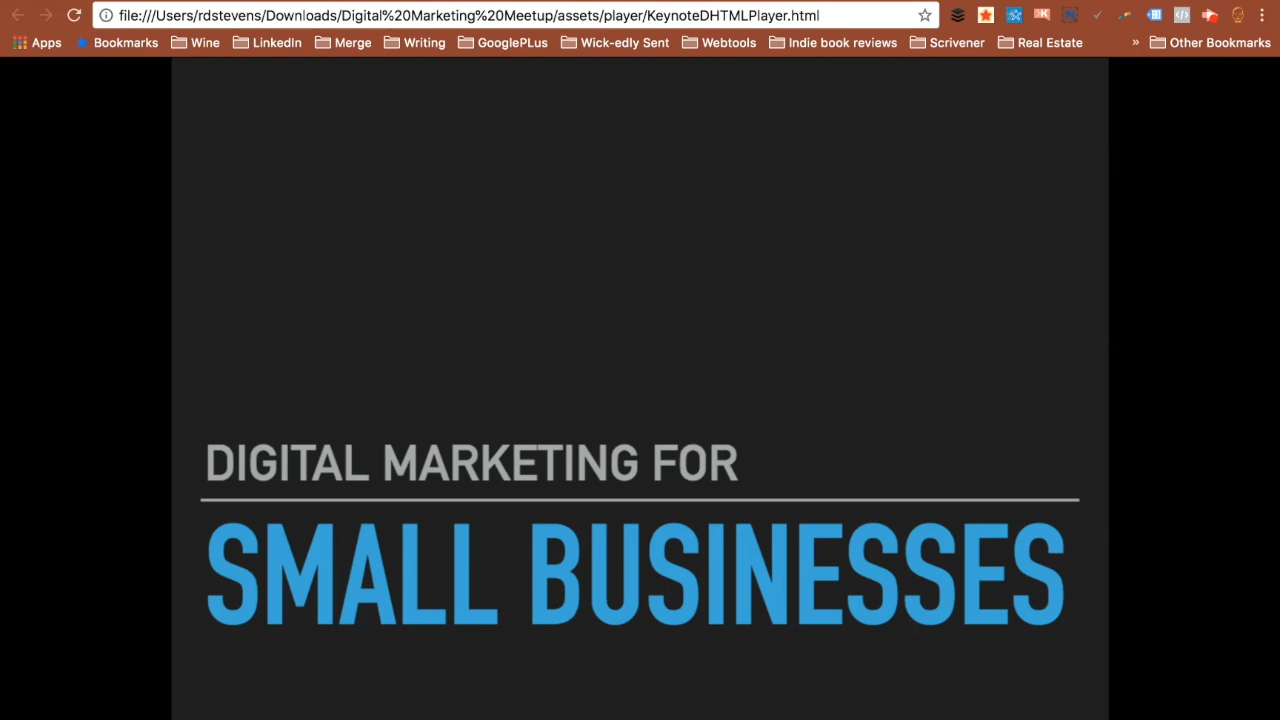 file:///Users/rdstevens/Downloads/Digital%20Marketing%20Meetup/assets/player/KeynoteDHTMLPlayer.html
Apps Bookmarks Wine LinkedIn Merge Writing GooglePLus Wick-edly Sent Webtools Indie book reviews Scrivener Real Estate » Other Bookmarks
DIGITAL MARKETING FOR
SMALL BUSINESSES